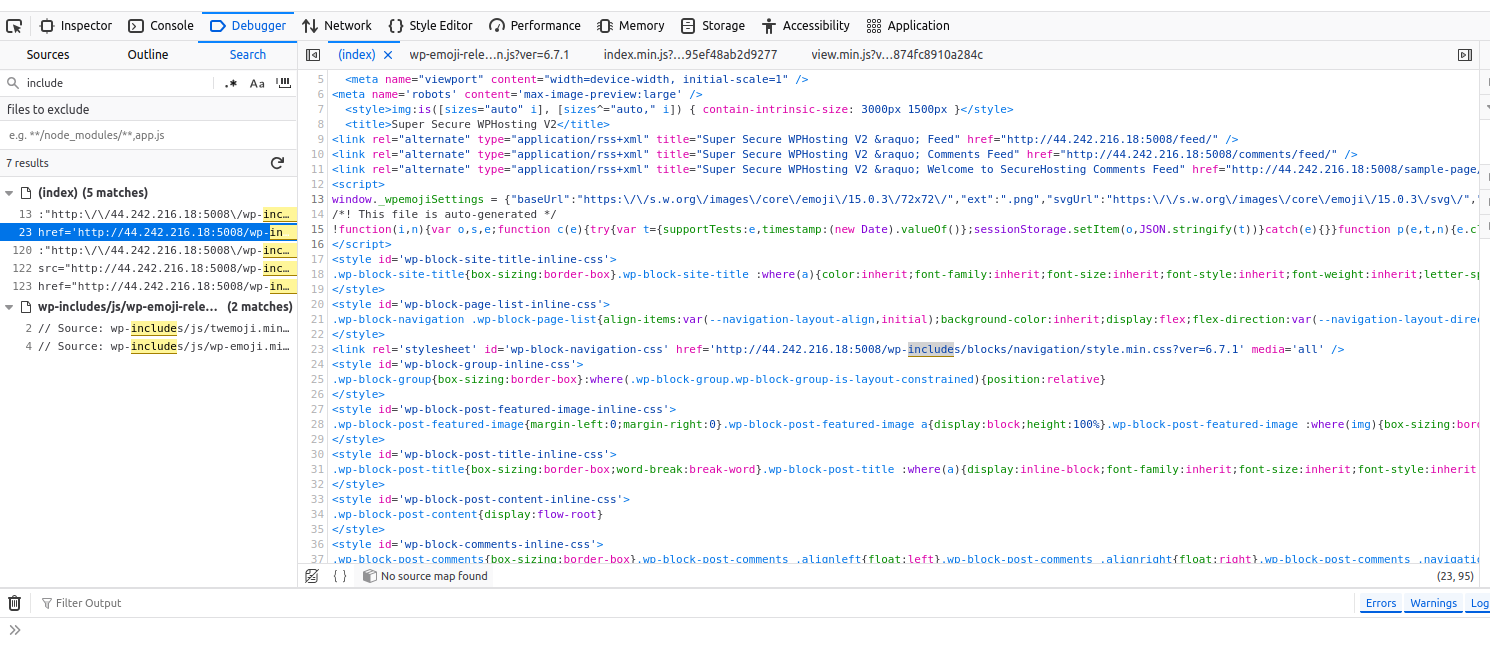 Inspector Console Debugger Network Style Editor Performance Memory Storage Accessibility Application
Sources Outline Search
(index) wp-emoji-rele…n.js?ver=6.7.1 index.min.js?…95ef48ab2d9277 view.min.js?v…874fc8910a284c
include .* Aa
files to exclude
e.g. **/node_modules/**,app.js
7 results
(index) (5 matches)
13 :"http:\/\/44.242.216.18:5008\/wp-inc…
23 href='http://44.242.216.18:5008/wp-in
120 :"http:\/\/44.242.216.18:5008\/wp-inc…
122 src="http://44.242.216.18:5008/wp-inc…
123 href="http://44.242.216.18:5008/wp-in…
wp-includes/js/wp-emoji-rele… (2 matches)
2 // Source: wp-includes/js/twemoji.min…
4 // Source: wp-includes/js/wp-emoji.mi…
5 <meta name="viewport" content="width=device-width, initial-scale=1" />
6 <meta name='robots' content='max-image-preview:large' />
7 <style>img:is([sizes="auto" i], [sizes^="auto," i]) { contain-intrinsic-size: 3000px 1500px }</style>
8 <title>Super Secure WPHosting V2</title>
9 <link rel="alternate" type="application/rss+xml" title="Super Secure WPHosting V2 &raquo; Feed" href="http://44.242.216.18:5008/feed/" />
10 <link rel="alternate" type="application/rss+xml" title="Super Secure WPHosting V2 &raquo; Comments Feed" href="http://44.242.216.18:5008/comments/feed/" />
11 <link rel="alternate" type="application/rss+xml" title="Super Secure WPHosting V2 &raquo; Welcome to SecureHosting Comments Feed" href="http://44.242.216.18:5008/sample-page/
12 <script>
13 window._wpemojiSettings = {"baseUrl":"https:\/\/s.w.org\/images\/core\/emoji\/15.0.3\/72x72\/","ext":".png","svgUrl":"https:\/\/s.w.org\/images\/core\/emoji\/15.0.3\/svg\/","
14 /*! This file is auto-generated */
15 !function(i,n){var o,s,e;function c(e){try{var t={supportTests:e,timestamp:(new Date).valueOf()};sessionStorage.setItem(o,JSON.stringify(t))}catch(e){}}function p(e,t,n){e.cl
16 </script>
17 <style id='wp-block-site-title-inline-css'>
18 .wp-block-site-title{box-sizing:border-box}.wp-block-site-title :where(a){color:inherit;font-family:inherit;font-size:inherit;font-style:inherit;font-weight:inherit;letter-sp
19 </style>
20 <style id='wp-block-page-list-inline-css'>
21 .wp-block-navigation .wp-block-page-list{align-items:var(--navigation-layout-align,initial);background-color:inherit;display:flex;flex-direction:var(--navigation-layout-dire
22 </style>
23 <link rel='stylesheet' id='wp-block-navigation-css' href='http://44.242.216.18:5008/wp-includes/blocks/navigation/style.min.css?ver=6.7.1' media='all' />
24 <style id='wp-block-group-inline-css'>
25 .wp-block-group{box-sizing:border-box}:where(.wp-block-group.wp-block-group-is-layout-constrained){position:relative}
26 </style>
27 <style id='wp-block-post-featured-image-inline-css'>
28 .wp-block-post-featured-image{margin-left:0;margin-right:0}.wp-block-post-featured-image a{display:block;height:100%}.wp-block-post-featured-image :where(img){box-sizing:bord
29 </style>
30 <style id='wp-block-post-title-inline-css'>
31 .wp-block-post-title{box-sizing:border-box;word-break:break-word}.wp-block-post-title :where(a){display:inline-block;font-family:inherit;font-size:inherit;font-style:inherit
32 </style>
33 <style id='wp-block-post-content-inline-css'>
34 .wp-block-post-content{display:flow-root}
35 </style>
36 <style id='wp-block-comments-inline-css'>
37 .wp-block-post-comments{box-sizing:border-box}.wp-block-post-comments .alignleft{float:left}.wp-block-post-comments .alignright{float:right}.wp-block-post-comments .navigatio
{ } No source map found (23, 95)
Filter Output Errors Warnings Log